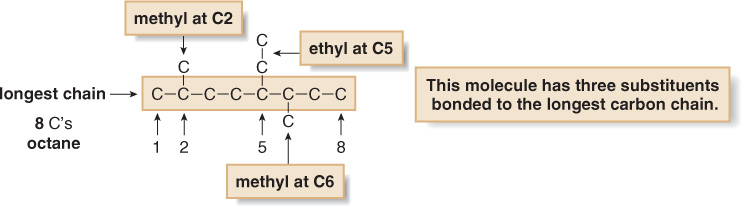 methyl at C2
C
ethyl at C5
C
C
longest chain
C–C–C–C–C–C–C–C
This molecule has three substituents
bonded to the longest carbon chain.
8 C's
octane
C
1 2 5 8
methyl at C6